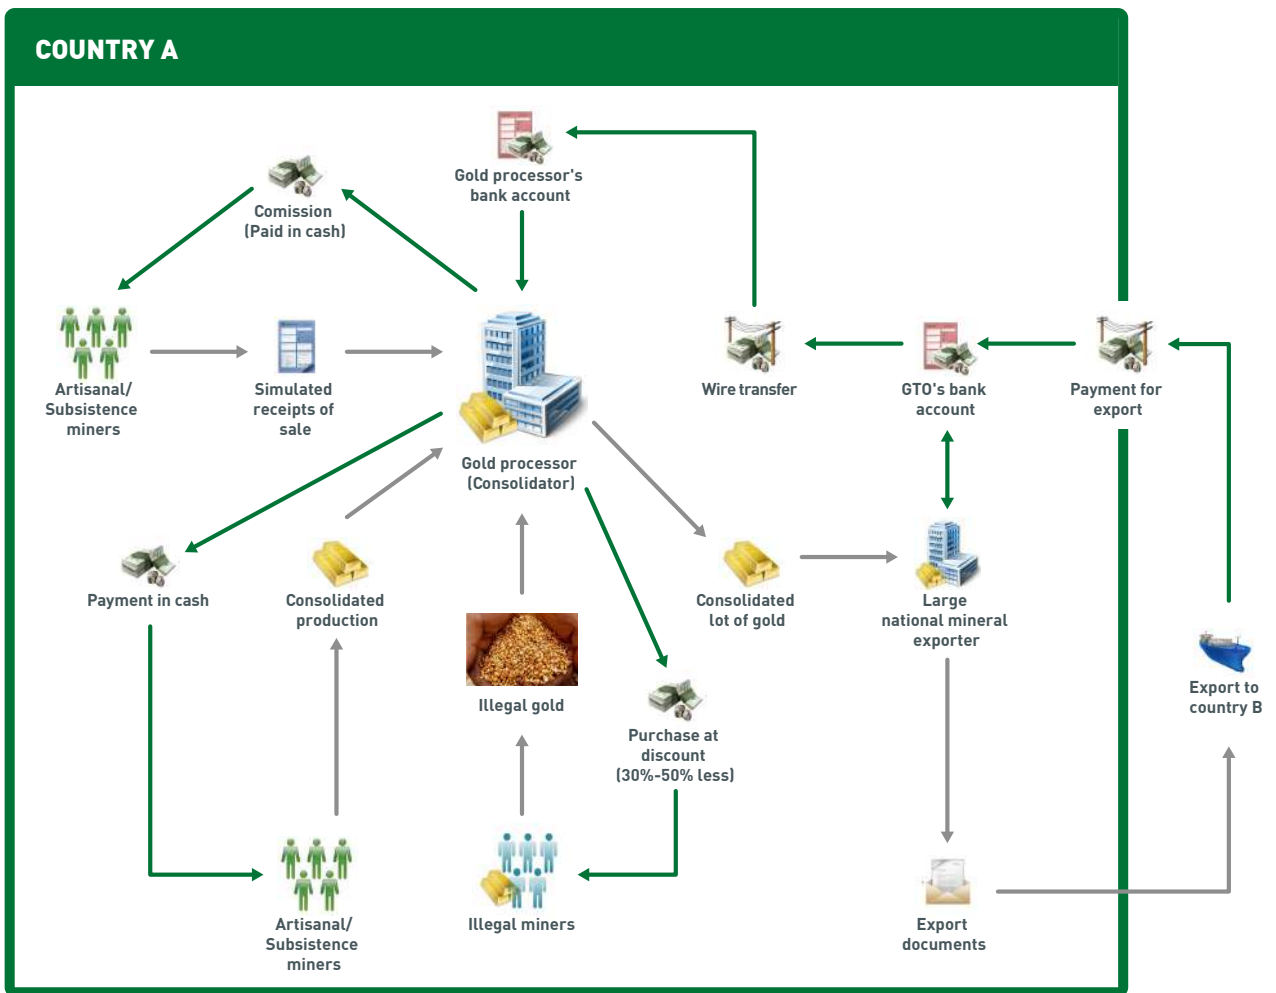 COUNTRY A
Gold processor's
bank account
Comission
(Paid in cash)
Artisanal/
Subsistence
miners
Simulated
receipts of
sale
Wire transfer
GTO's bank
account
Payment for
export
Gold processor
(Consolidator)
Payment in cash
Consolidated
production
Consolidated
lot of gold
Large
national mineral
exporter
Illegal gold
Export to
country B
Purchase at
discount
(30%-50% less)
Artisanal/
Subsistence
miners
Illegal miners
Export
documents